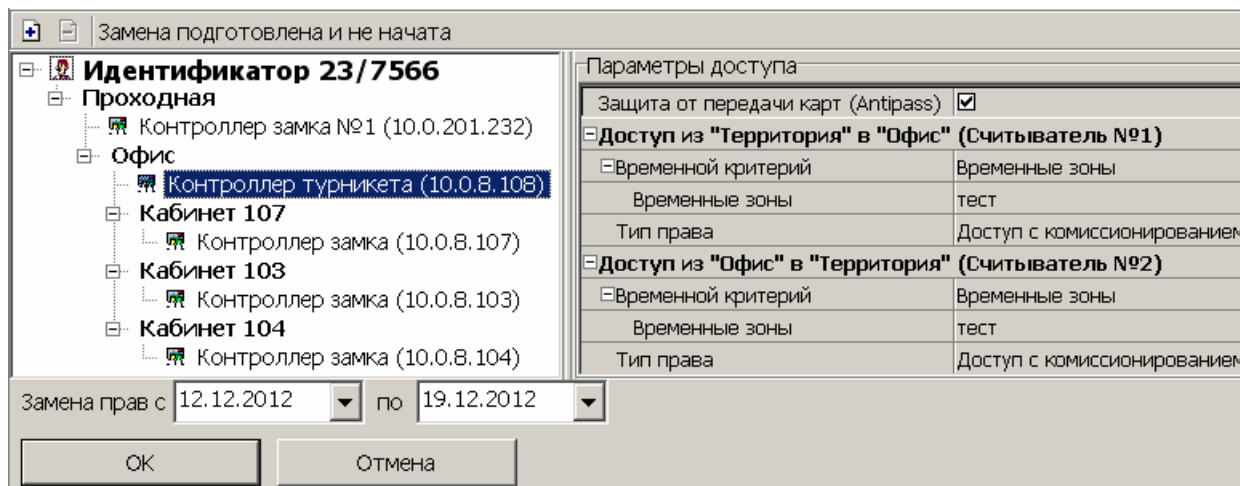 Замена подготовлена и не начата
Идентификатор 23/7566
Проходная
Контроллер замка №1 (10.0.201.232)
Офис
Контроллер турникета (10.0.8.108)
Кабинет 107
Контроллер замка (10.0.8.107)
Кабинет 103
Контроллер замка (10.0.8.103)
Кабинет 104
Контроллер замка (10.0.8.104)
Параметры доступа
Защита от передачи карт (Antipass)
Доступ из "Территория" в "Офис" (Считыватель №1)
Временной критерий Временные зоны
Временные зоны тест
Тип права Доступ с комиссионированием
Доступ из "Офис" в "Территория" (Считыватель №2)
Временной критерий Временные зоны
Временные зоны тест
Тип права Доступ с комиссионированием
Замена прав с 12.12.2012 по 19.12.2012
ОК Отмена